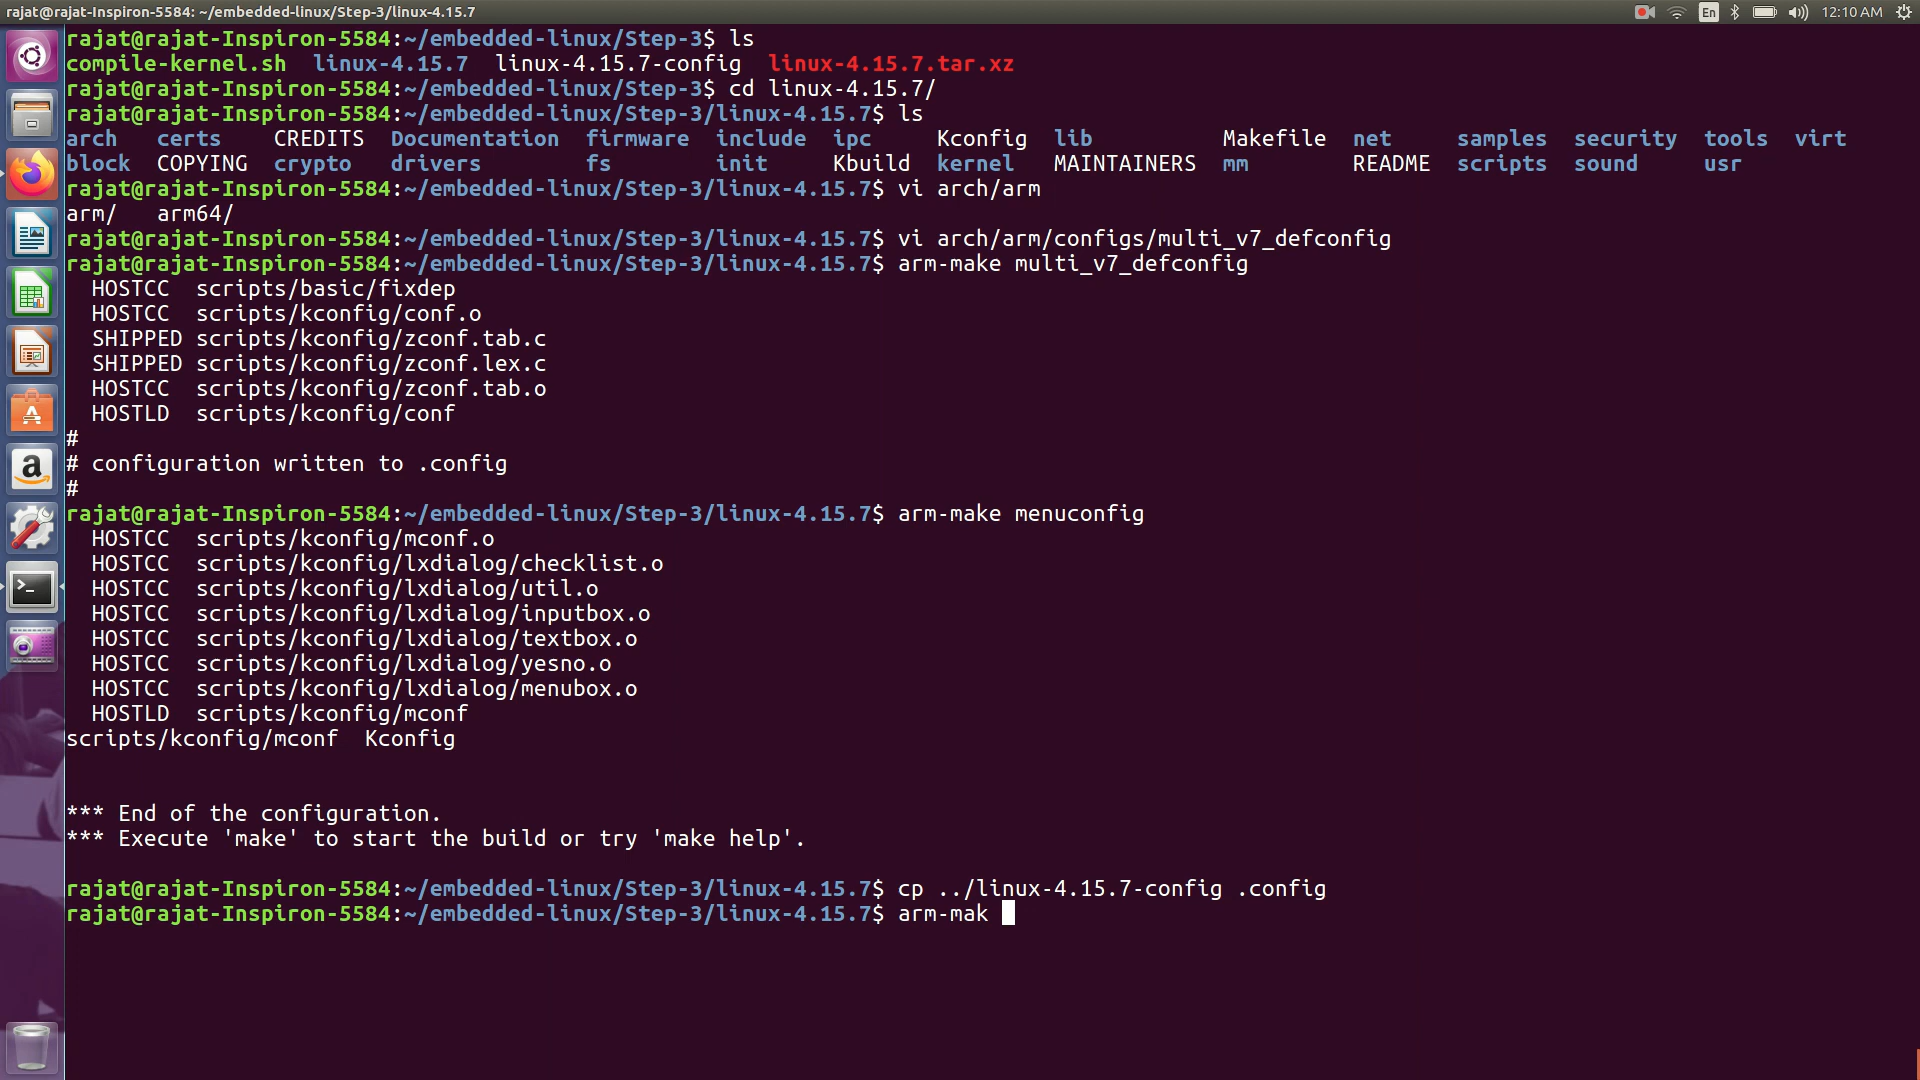 rajat@rajat-Inspiron-5584: ~/embedded-linux/Step-3/linux-4.15.7
En 12:10 AM
rajat@rajat-Inspiron-5584:~/embedded-linux/Step-3$ ls
compile-kernel.sh  linux-4.15.7  linux-4.15.7-config  linux-4.15.7.tar.xz
rajat@rajat-Inspiron-5584:~/embedded-linux/Step-3$ cd linux-4.15.7/
rajat@rajat-Inspiron-5584:~/embedded-linux/Step-3/linux-4.15.7$ ls
arch   certs    CREDITS  Documentation  firmware  include  ipc     Kconfig  lib          Makefile  net     samples  security  tools  virt
block  COPYING  crypto   drivers        fs        init     Kbuild  kernel   MAINTAINERS  mm        README  scripts  sound     usr
rajat@rajat-Inspiron-5584:~/embedded-linux/Step-3/linux-4.15.7$ vi arch/arm
arm/   arm64/
rajat@rajat-Inspiron-5584:~/embedded-linux/Step-3/linux-4.15.7$ vi arch/arm/configs/multi_v7_defconfig
rajat@rajat-Inspiron-5584:~/embedded-linux/Step-3/linux-4.15.7$ arm-make multi_v7_defconfig
  HOSTCC  scripts/basic/fixdep
  HOSTCC  scripts/kconfig/conf.o
  SHIPPED scripts/kconfig/zconf.tab.c
  SHIPPED scripts/kconfig/zconf.lex.c
  HOSTCC  scripts/kconfig/zconf.tab.o
  HOSTLD  scripts/kconfig/conf
#
# configuration written to .config
#
rajat@rajat-Inspiron-5584:~/embedded-linux/Step-3/linux-4.15.7$ arm-make menuconfig
  HOSTCC  scripts/kconfig/mconf.o
  HOSTCC  scripts/kconfig/lxdialog/checklist.o
  HOSTCC  scripts/kconfig/lxdialog/util.o
  HOSTCC  scripts/kconfig/lxdialog/inputbox.o
  HOSTCC  scripts/kconfig/lxdialog/textbox.o
  HOSTCC  scripts/kconfig/lxdialog/yesno.o
  HOSTCC  scripts/kconfig/lxdialog/menubox.o
  HOSTLD  scripts/kconfig/mconf
scripts/kconfig/mconf  Kconfig
*** End of the configuration.
*** Execute 'make' to start the build or try 'make help'.
rajat@rajat-Inspiron-5584:~/embedded-linux/Step-3/linux-4.15.7$ cp ../linux-4.15.7-config .config
rajat@rajat-Inspiron-5584:~/embedded-linux/Step-3/linux-4.15.7$ arm-mak